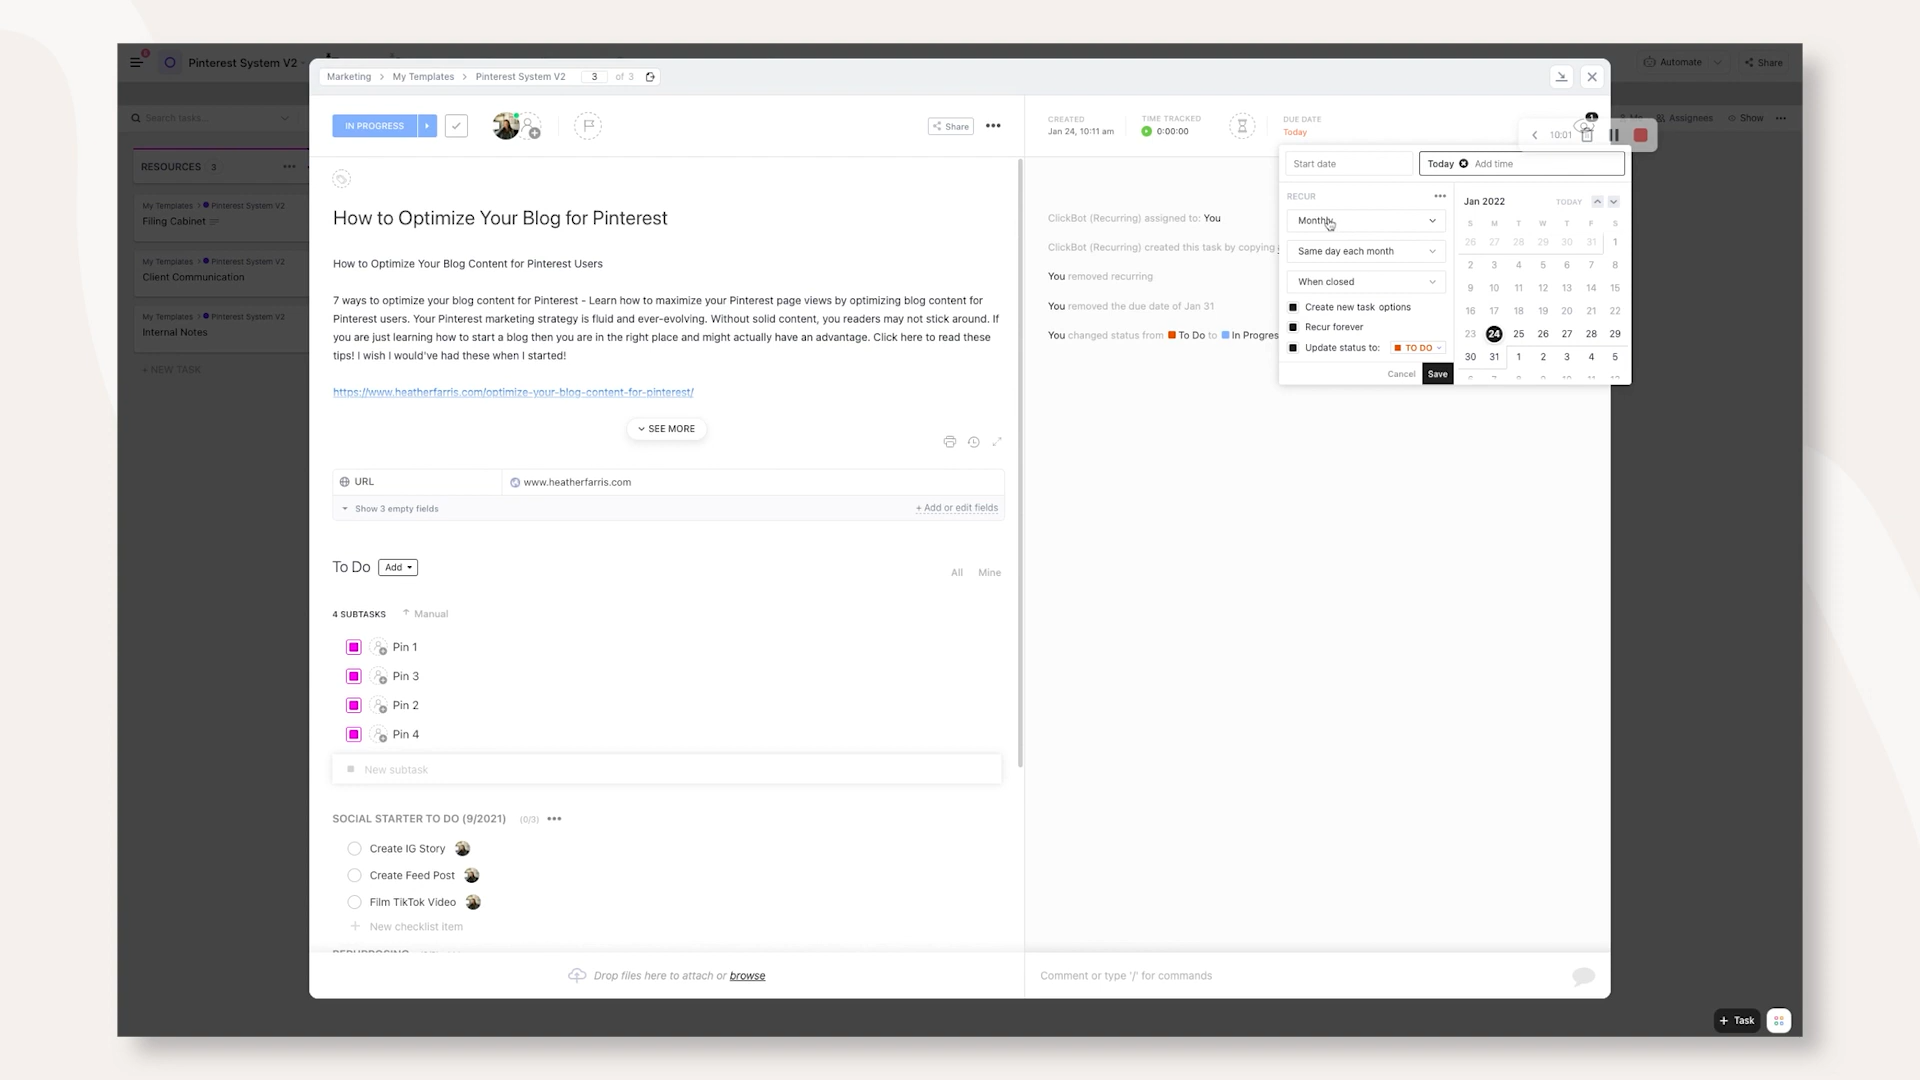 6
Pinterest System V2
Automate
Share
Marketing > My Templates > Pinterest System V2 3 of 3
Search tasks...
Assignees
Show
IN PROGRESS
Share
CREATED
Jan 24, 10:11 am
TIME TRACKED
0:00:00
DUE DATE
Today
1
10:01
RESOURCES 3
My Templates > Pinterest System V2
Filing Cabinet
My Templates > Pinterest System V2
Client Communication
My Templates > Pinterest System V2
Internal Notes
+ NEW TASK
How to Optimize Your Blog for Pinterest
How to Optimize Your Blog Content for Pinterest Users
7 ways to optimize your blog content for Pinterest - Learn how to maximize your Pinterest page views by optimizing blog content for
Pinterest users. Your Pinterest marketing strategy is fluid and ever-evolving. Without solid content, you readers may not stick around. If
you are just learning how to start a blog then you are in the right place and might actually have an advantage. Click here to read these
tips! I wish I would've had these when I started!
https://www.heatherfarris.com/optimize-your-blog-content-for-pinterest/
SEE MORE
URL
www.heatherfarris.com
Show 3 empty fields
+ Add or edit fields
To Do
Add
All
Mine
4 SUBTASKS
Manual
Pin 1
Pin 3
Pin 2
Pin 4
New subtask
SOCIAL STARTER TO DO (9/2021) (0/3)
Create IG Story
Create Feed Post
Film TikTok Video
+ New checklist item
Drop files here to attach or browse
ClickBot (Recurring) assigned to: You
ClickBot (Recurring) created this task by copying
You removed recurring
You removed the due date of Jan 31
You changed status from To Do to In Progres
Start date
Today
Add time
RECUR
Monthly
Same day each month
When closed
Create new task options
Recur forever
Update status to: TO DO
Cancel
Save
Jan 2022
TODAY
S M T W T F S
26 27 28 29 30 31 1
2 3 4 5 6 7 8
9 10 11 12 13 14 15
16 17 18 19 20 21 22
23 24 25 26 27 28 29
30 31 1 2 3 4 5
Comment or type '/' for commands
+ Task